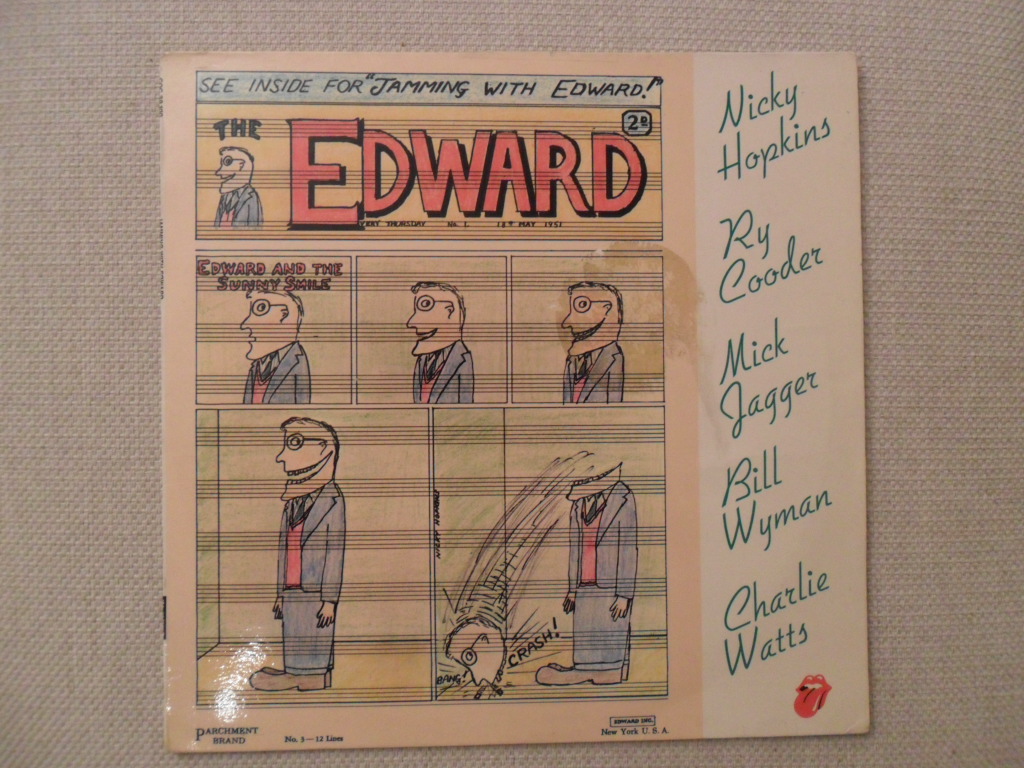 SEE INSIDE FOR "JAMMING WITH EDWARD!"
THE
EDWARD
2D
EVERY THURSDAY No. 1. 18TH MAY 1951
EDWARD AND THE
SUNNY SMILE
BANG!
CRASH!
PARCHMENT
BRAND
No. 3—12 Lines
EDWARD INC.
New York U. S. A.
Nicky
Hopkins
Ry
Cooder
Mick
Jagger
Bill
Wyman
Charlie
Watts